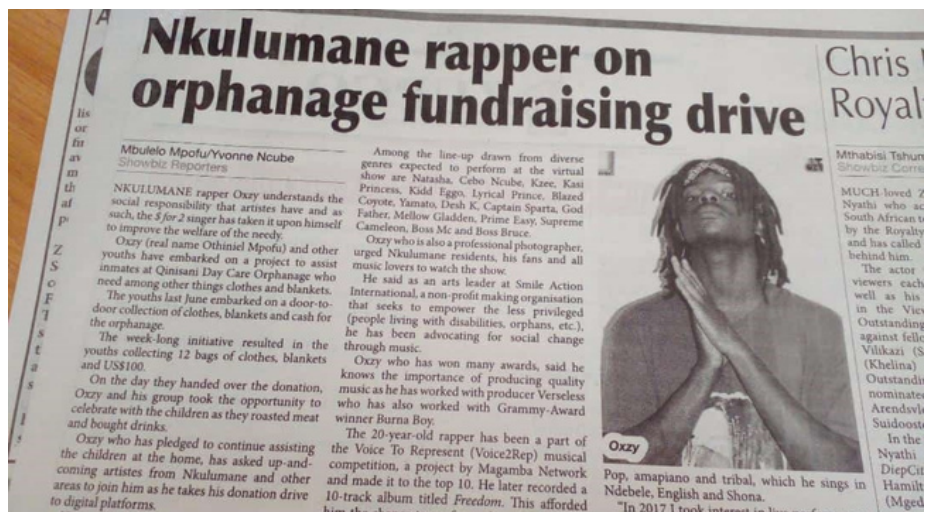 A
Nkulumane rapper on
orphanage fundraising drive
Mbulelo Mpofu/Yvonne Ncube
Showbiz Reporters
NKULUMANE rapper Oxzy understands the
social responsibility that artistes have and as
such, the $ for 2 singer has taken it upon himself
to improve the welfare of the needy.
Oxzy (real name Othiniel Mpofu) and other
youths have embarked on a project to assist
inmates at Qinisani Day Care Orphanage who
need among other things clothes and blankets.
The youths last June embarked on a door-to-
door collection of clothes, blankets and cash for
the orphanage.
The week-long initiative resulted in the
youths collecting 12 bags of clothes, blankets
and US$100.
On the day they handed over the donation,
Oxzy and his group took the opportunity to
celebrate with the children as they roasted meat
and bought drinks.
Oxzy who has pledged to continue assisting
the children at the home, has asked up-and-
coming artistes from Nkulumane and other
areas to join him as he takes his donation drive
to digital platforms.
Among the line-up drawn from diverse
genres expected to perform at the virtual
show are Natasha, Cebo Ncube, Kzee, Kasi
Princess, Kidd Eggo, Lyrical Prince, Blazed
Coyote, Yamato, Desh K, Captain Sparta, God
Father, Mellow Gladden, Prime Easy, Supreme
Cameleon, Boss Mc and Boss Bruce.
Oxzy who is also a professional photographer,
urged Nkulumane residents, his fans and all
music lovers to watch the show.
He said as an arts leader at Smile Action
International, a non-profit making organisation
that seeks to empower the less privileged
(people living with disabilities, orphans, etc.),
he has been advocating for social change
through music.
Oxzy who has won many awards, said he
knows the importance of producing quality
music as he has worked with producer Verseless
who has also worked with Grammy-Award
winner Burna Boy.
The 20-year-old rapper has been a part of
the Voice To Represent (Voice2Rep) musical
competition, a project by Magamba Network
and made it to the top 10. He later recorded a
10-track album titled Freedom. This afforded
Oxzy
Pop, amapiano and tribal, which he sings in
Ndebele, English and Shona.
"In 2017 I took interest in
Chris
Royal
Mthabisi Tshun
Showbiz Corre
MUCH loved Z
Nyathi who ac
South African t
by the Royalty
and has called
behind him.
The actor
viewers each
well as his
in the View
Outstanding
against fello
Vilikazi (S
(Khelina)
Outstandin
nominated
Arendsvle
Suidooste
In the
Nyathi
DiepCit
Hamilt
(Mged